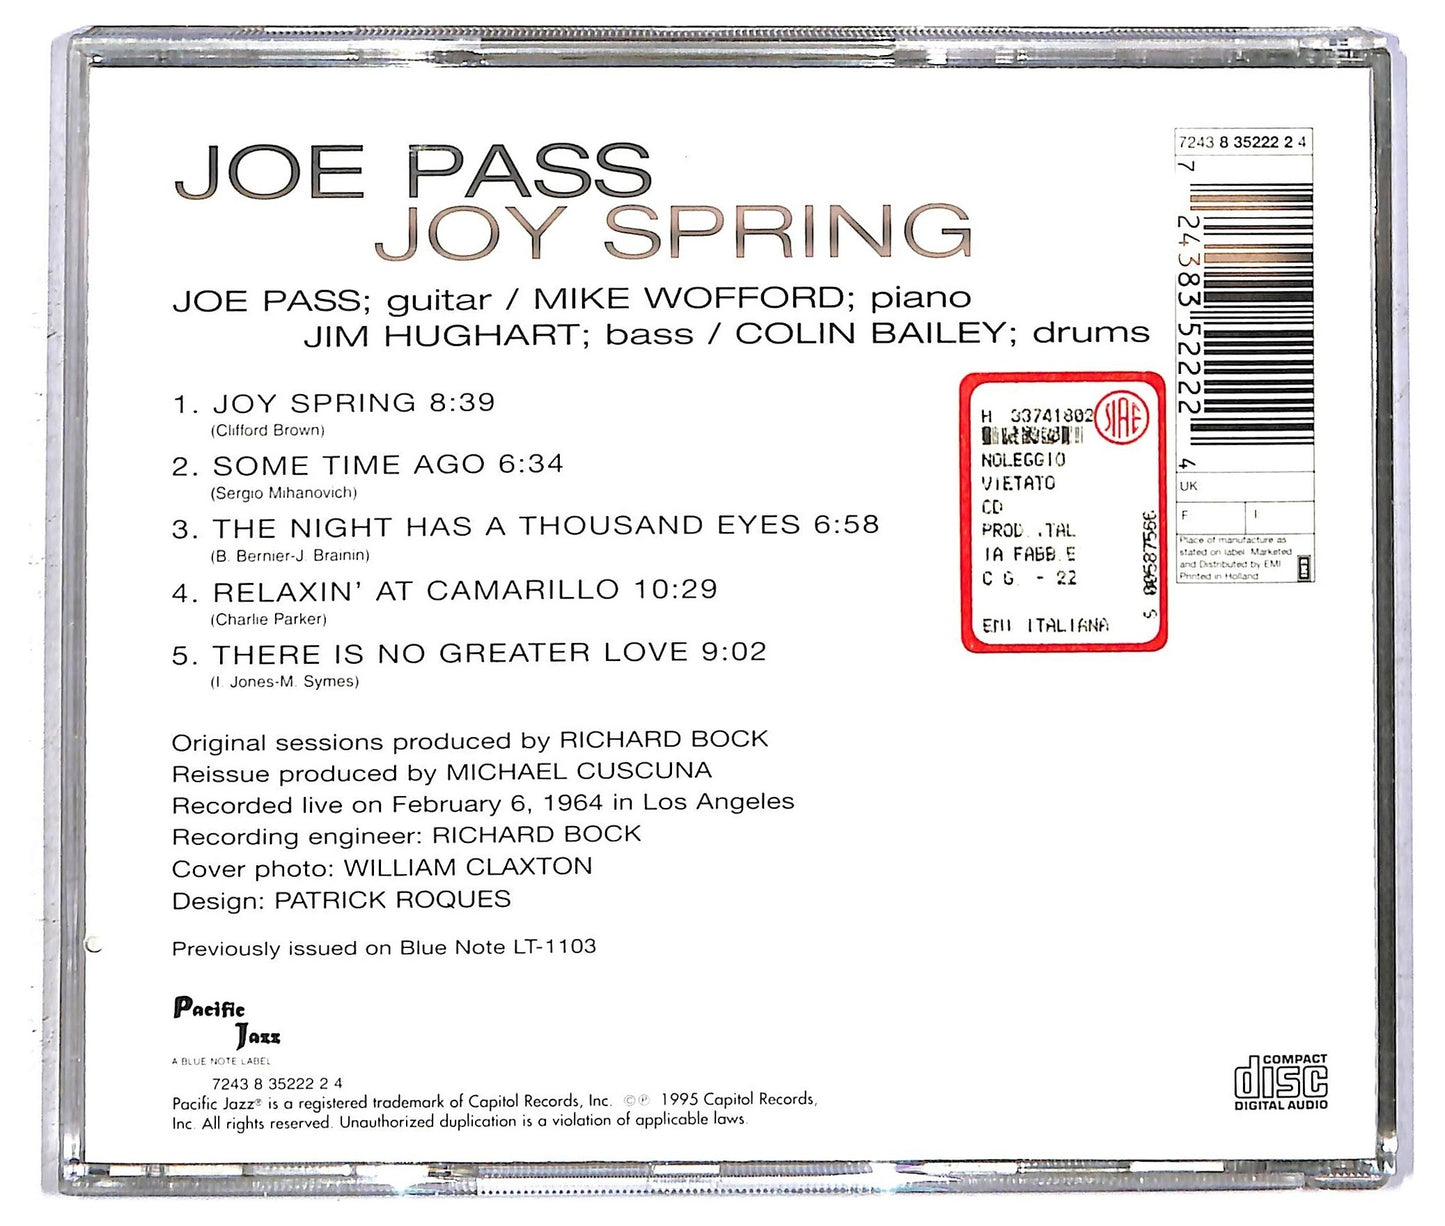 JOE PASS
JOY SPRING
JOE PASS; guitar / MIKE WOFFORD; piano
JIM HUGHART; bass / COLIN BAILEY; drums
1. JOY SPRING 8:39
(Clifford Brown)
2. SOME TIME AGO 6:34
(Sergio Mihanovich)
3. THE NIGHT HAS A THOUSAND EYES 6:58
(B. Bernier-J. Brainin)
4. RELAXIN' AT CAMARILLO 10:29
(Charlie Parker)
5. THERE IS NO GREATER LOVE 9:02
(I. Jones-M. Symes)
Original sessions produced by RICHARD BOCK
Reissue produced by MICHAEL CUSCUNA
Recorded live on February 6, 1964 in Los Angeles
Recording engineer: RICHARD BOCK
Cover photo: WILLIAM CLAXTON
Design: PATRICK ROQUES
Previously issued on Blue Note LT-1103
Pacific
Jazz
A BLUE NOTE LABEL
7243 8 35222 2 4
Pacific Jazz® is a registered trademark of Capitol Records, Inc. ©℗ 1995 Capitol Records,
Inc. All rights reserved. Unauthorized duplication is a violation of applicable laws.
7243 8 35222 2 4
7 24383 52222 4
UK
F I
Place of manufacture as
stated on label. Marketed
and Distributed by EMI
Printed in Holland
EMI
H 33741802
SIAE
NOLEGGIO
VIETATO
CD
PROD. .TAL
IA FABB.E
C G. - 22
EMI ITALIANA
S 00587566
COMPACT
disc
DIGITAL AUDIO